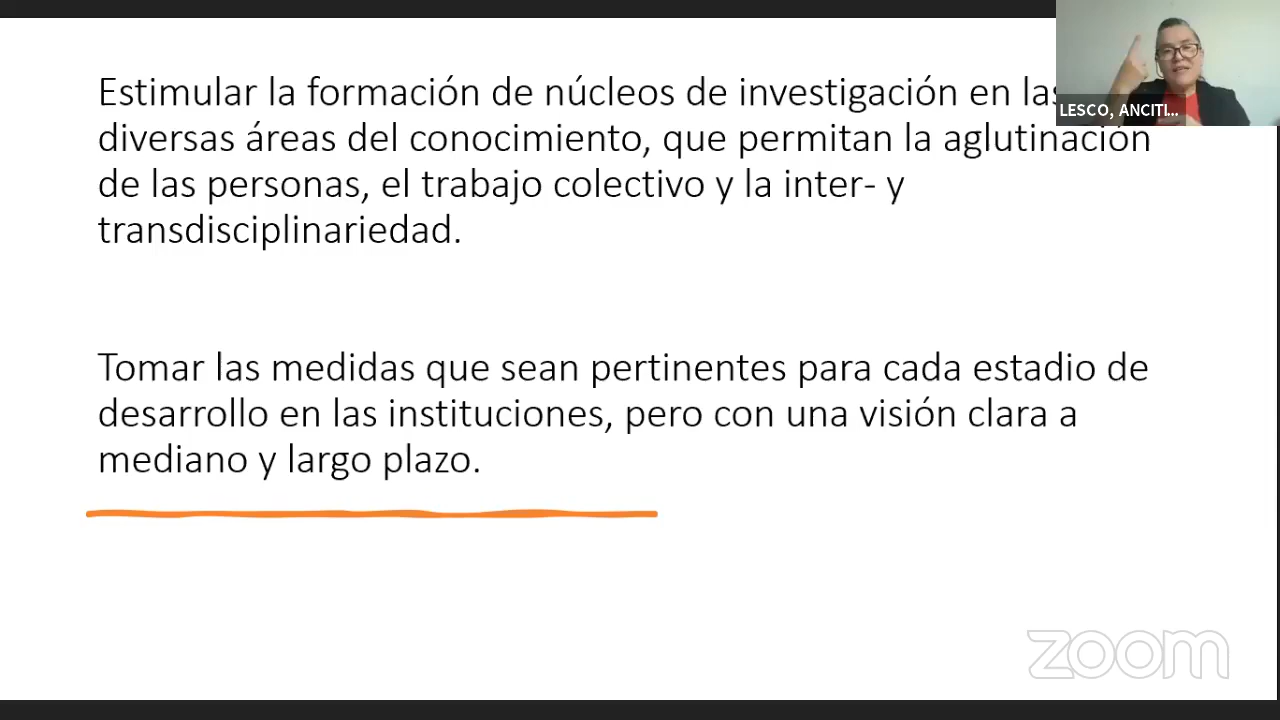 Estimular la formación de núcleos de investigación en las
diversas áreas del conocimiento, que permitan la aglutinación
de las personas, el trabajo colectivo y la inter- y
transdisciplinariedad.
Tomar las medidas que sean pertinentes para cada estadio de
desarrollo en las instituciones, pero con una visión clara a
mediano y largo plazo.
LESCO, ANCITI...
zoom